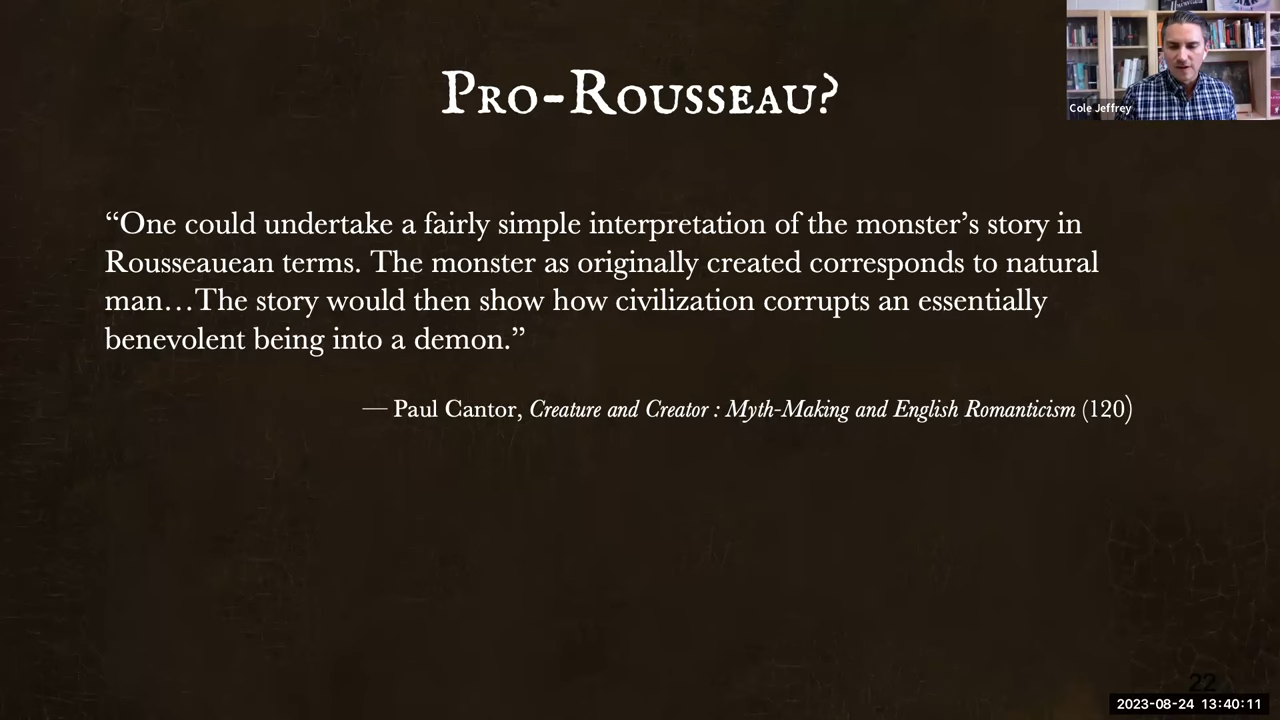 Pro-Rousseau?
Cole Jeffrey
“One could undertake a fairly simple interpretation of the monster’s story in
Rousseauean terms. The monster as originally created corresponds to natural
man…The story would then show how civilization corrupts an essentially
benevolent being into a demon.”
— Paul Cantor, Creature and Creator : Myth-Making and English Romanticism (120)
22
2023-08-24 13:40:11